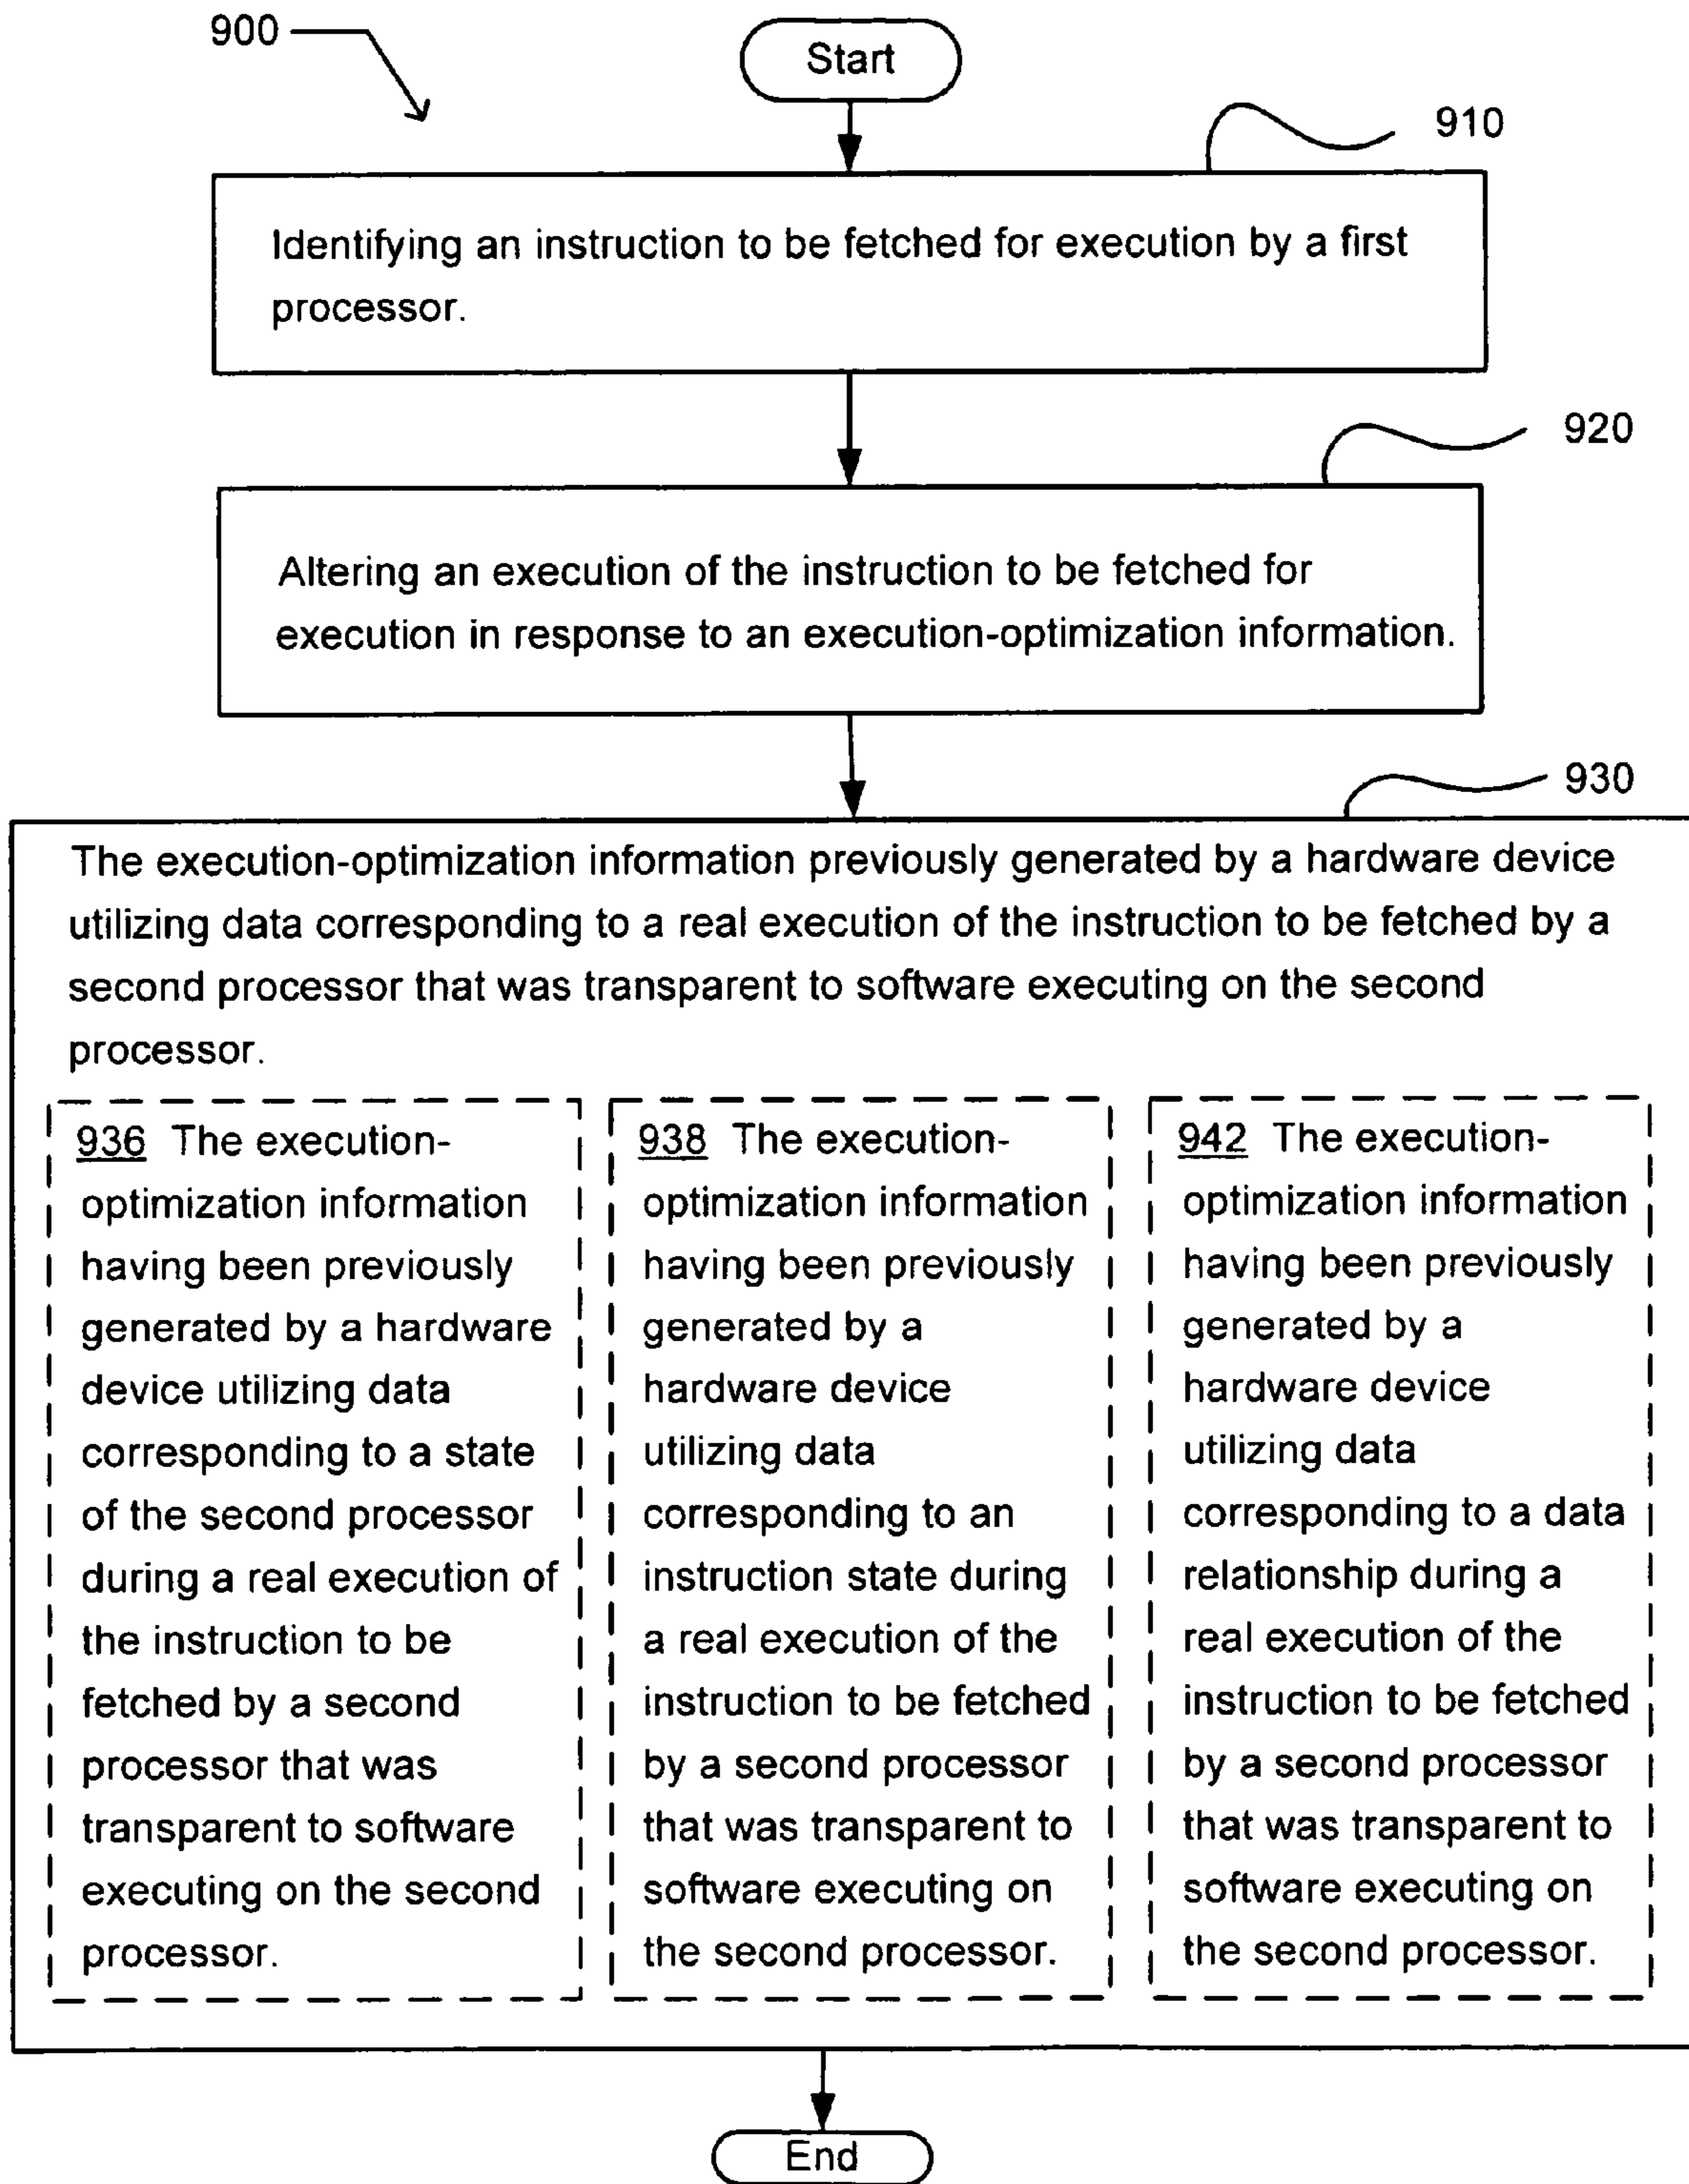 900
Start
910
Identifying an instruction to be fetched for execution by a first
processor.
920
Altering an execution of the instruction to be fetched for
execution in response to an execution-optimization information.
930
The execution-optimization information previously generated by a hardware device
utilizing data corresponding to a real execution of the instruction to be fetched by a
second processor that was transparent to software executing on the second
processor.
936 The execution-
optimization information
having been previously
generated by a hardware
device utilizing data
corresponding to a state
of the second processor
during a real execution of
the instruction to be
fetched by a second
processor that was
transparent to software
executing on the second
processor.
938 The execution-
optimization information
having been previously
generated by a
hardware device
utilizing data
corresponding to an
instruction state during
a real execution of the
instruction to be fetched
by a second processor
that was transparent to
software executing on
the second processor.
942 The execution-
optimization information
having been previously
generated by a
hardware device
utilizing data
corresponding to a data
relationship during a
real execution of the
instruction to be fetched
by a second processor
that was transparent to
software executing on
the second processor.
End